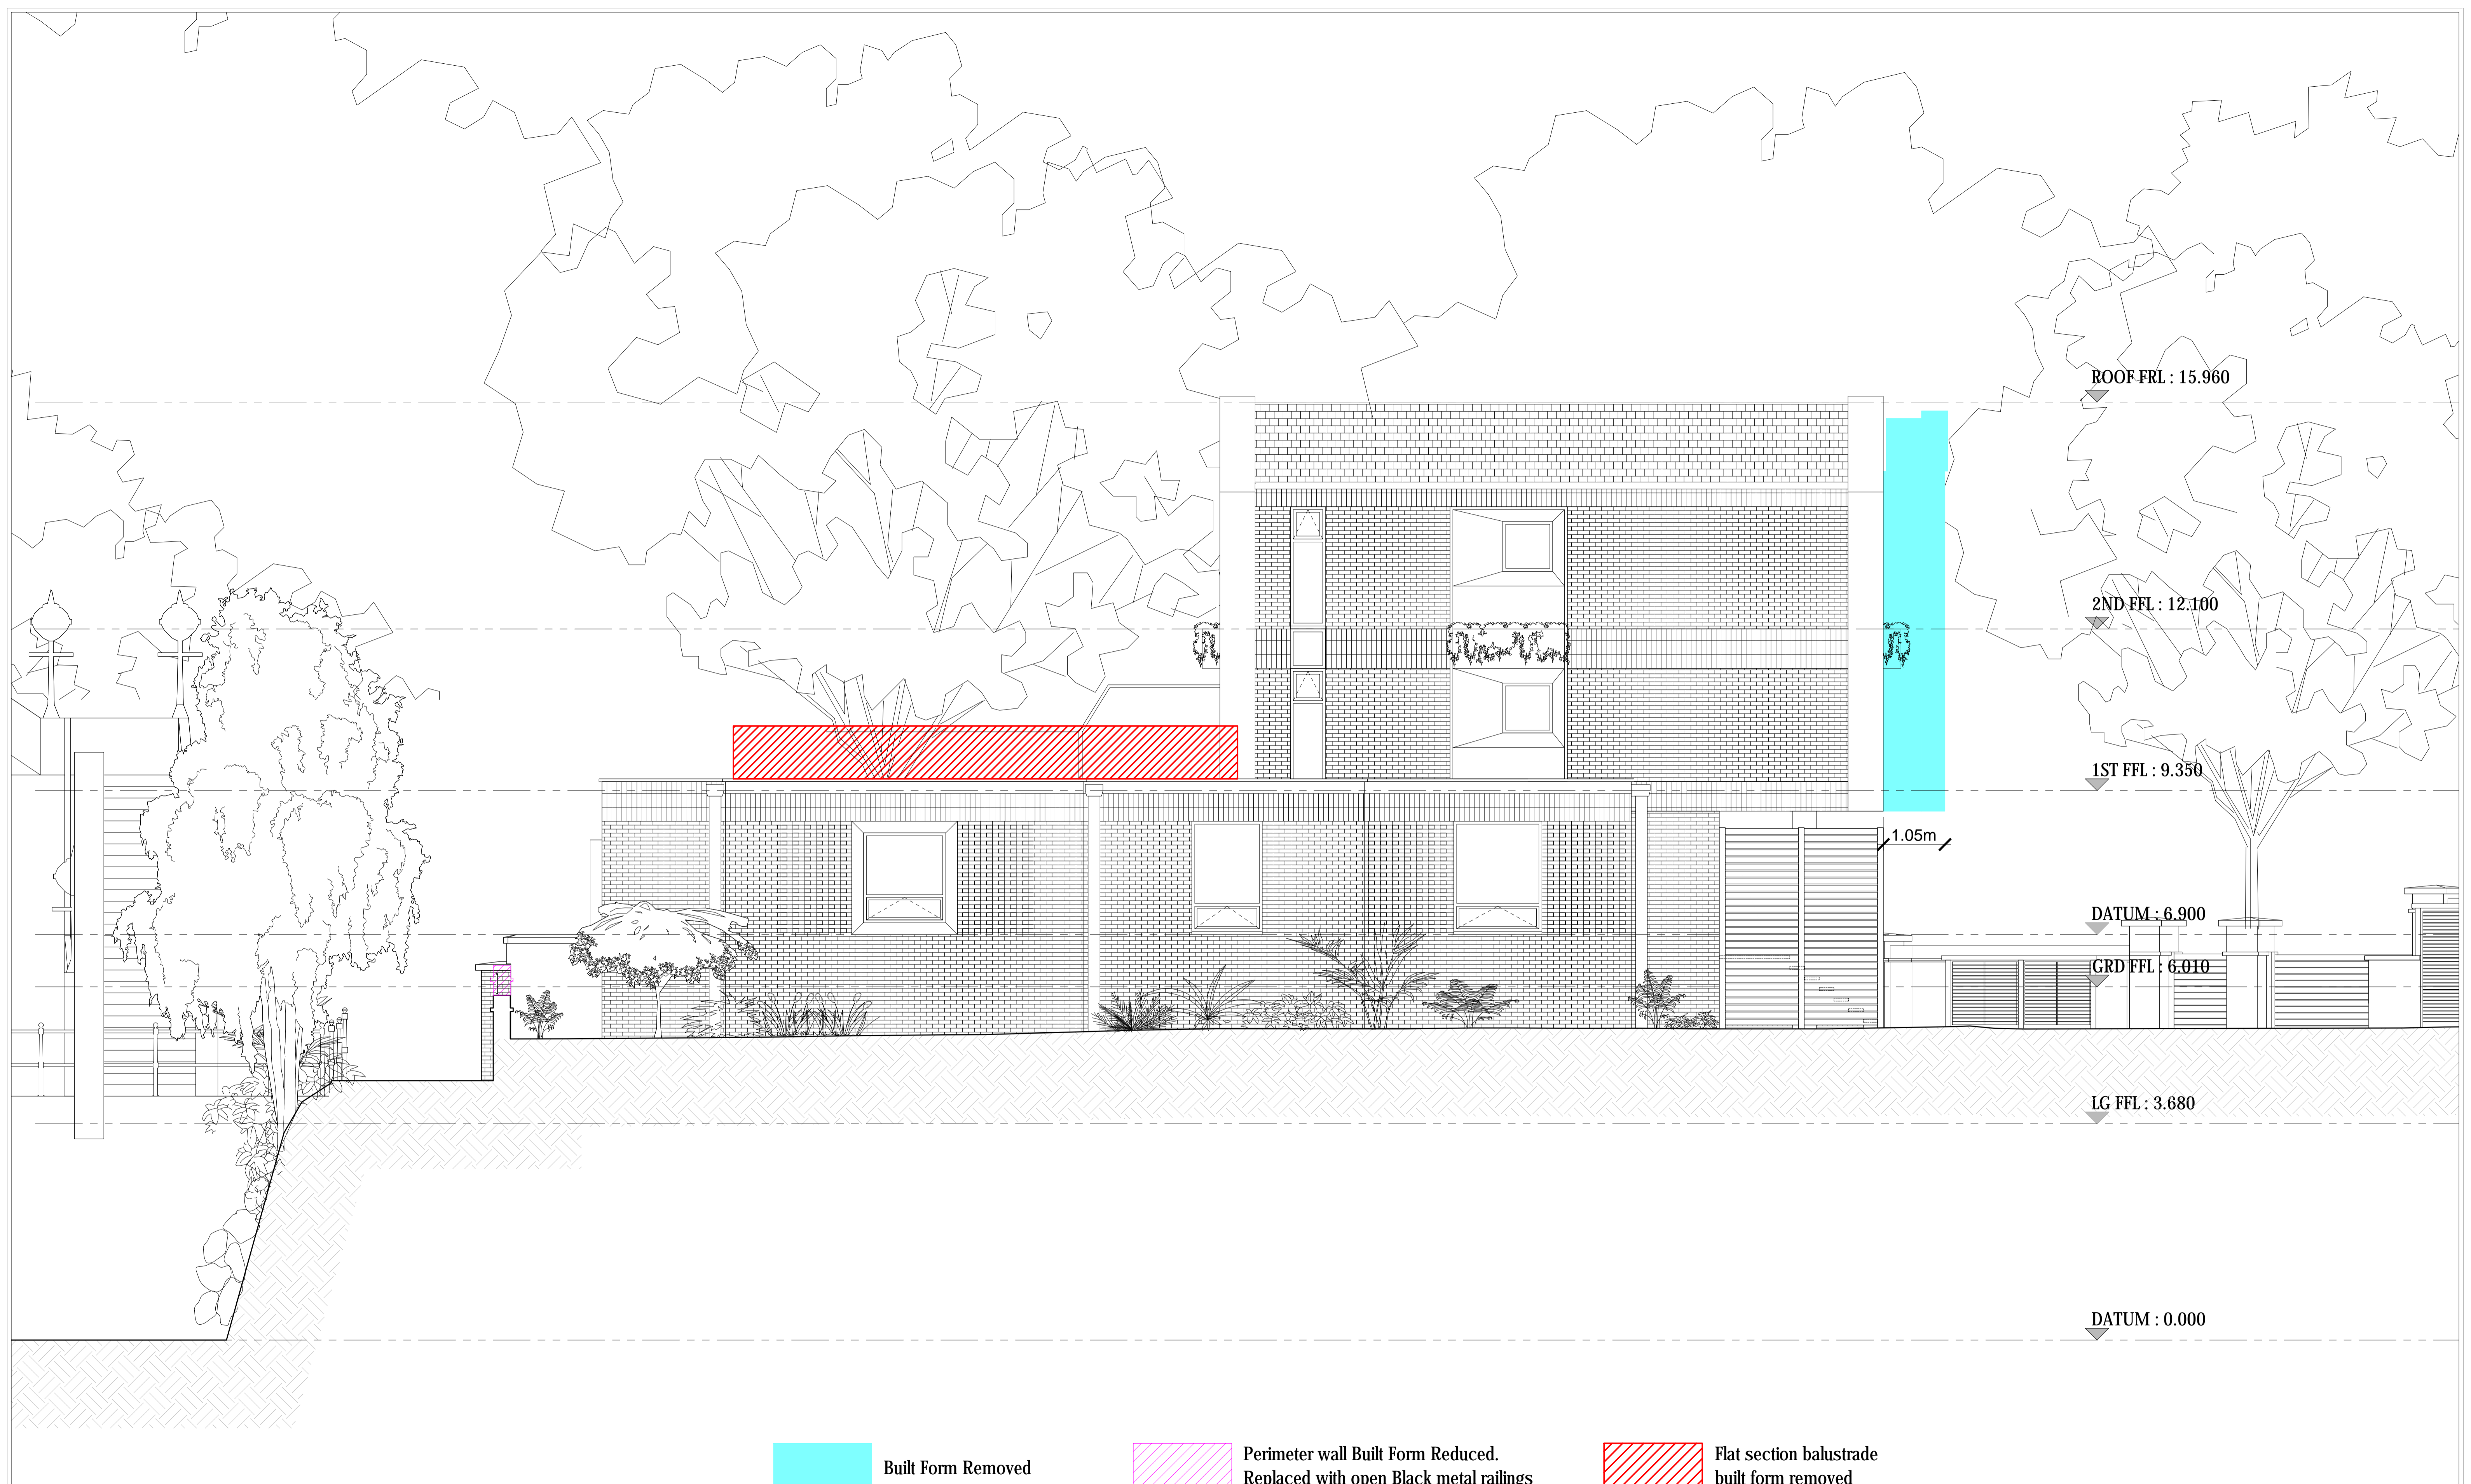 ROOF FRL : 15.960
2ND FFL : 12.100
1ST FFL : 9.350
1.05m
DATUM : 6.900
GRD FFL : 6.010
LG FFL : 3.680
DATUM : 0.000
Built Form Removed
Perimeter wall Built Form Reduced.
Replaced with open Black metal railings
Flat section balustrade
built form removed